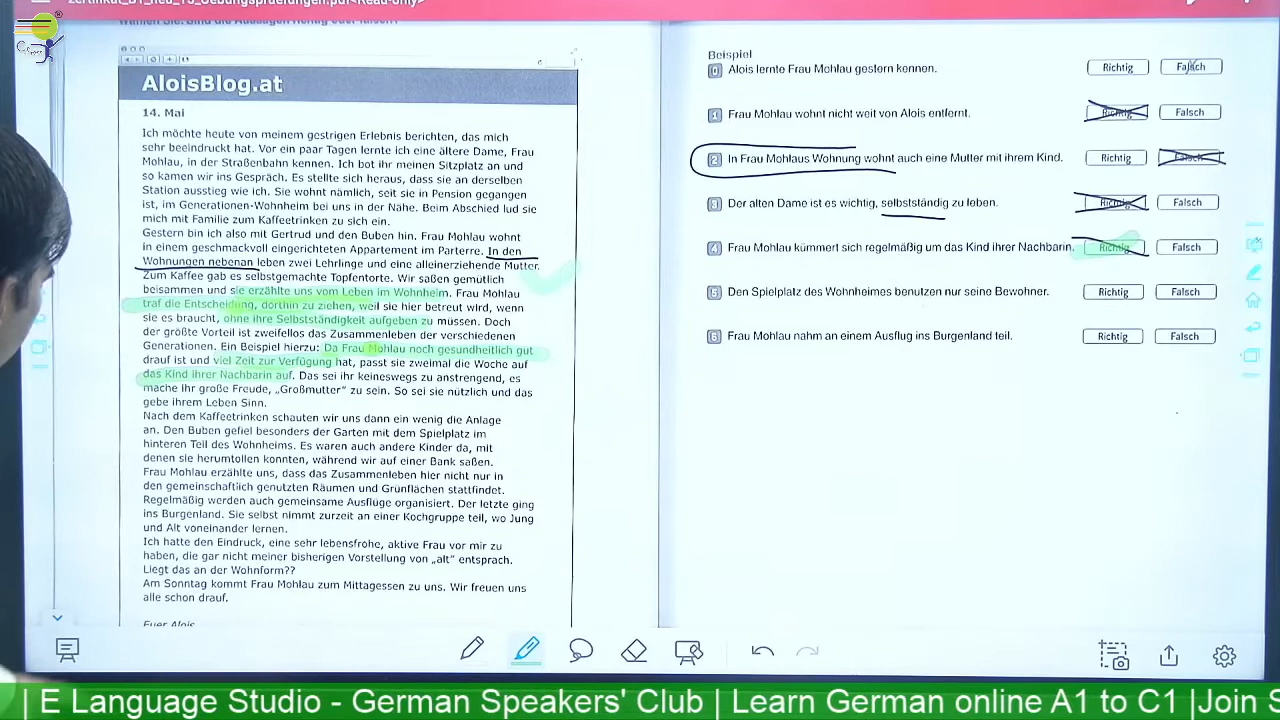 AloisBlog.at
14. Mai
Ich möchte heute von meinem gestrigen Erlebnis berichten, das mich
sehr beeindruckt hat. Vor ein paar Tagen lernte ich eine ältere Dame, Frau
Mohlau, in der Straßenbahn kennen. Ich bot ihr meinen Sitzplatz an und
so kamen wir ins Gespräch. Es stellte sich heraus, dass sie an derselben
Station ausstieg wie ich. Sie wohnt nämlich, seit sie in Pension gegangen
ist, im Generationen-Wohnheim bei uns in der Nähe. Beim Abschied lud sie
mich mit Familie zum Kaffeetrinken zu sich ein.
Gestern bin ich also mit Gertrud und den Buben hin. Frau Mohlau wohnt
in einem geschmackvoll eingerichteten Appartement im Parterre. In den
Wohnungen nebenan leben zwei Lehrlinge und eine alleinerziehende Mutter.
Zum Kaffee gab es selbstgemachte Topfentorte. Wir saßen gemütlich
beisammen und sie erzählte uns vom Leben im Wohnheim. Frau Mohlau
traf die Entscheidung, dorthin zu ziehen, weil sie hier betreut wird, wenn
sie es braucht, ohne ihre Selbstständigkeit aufgeben zu müssen. Doch
der größte Vorteil ist zweifellos das Zusammenleben der verschiedenen
Generationen. Ein Beispiel hierzu: Da Frau Mohlau noch gesundheitlich gut
drauf ist und viel Zeit zur Verfügung hat, passt sie zweimal die Woche auf
das Kind ihrer Nachbarin auf. Das sei ihr keineswegs zu anstrengend, es
mache ihr große Freude, „Großmutter“ zu sein. So sei sie nützlich und das
gebe ihrem Leben Sinn.
Nach dem Kaffeetrinken schauten wir uns dann ein wenig die Anlage
an. Den Buben gefiel besonders der Garten mit dem Spielplatz im
hinteren Teil des Wohnheims. Es waren auch andere Kinder da, mit
denen sie herumtollen konnten, während wir auf einer Bank saßen.
Frau Mohlau erzählte uns, dass das Zusammenleben hier nicht nur in
den gemeinschaftlich genutzten Räumen und Grünflächen stattfindet.
Regelmäßig werden auch gemeinsame Ausflüge organisiert. Der letzte ging
ins Burgenland. Sie selbst nimmt zurzeit an einer Kochgruppe teil, wo Jung
und Alt voneinander lernen.
Ich hatte den Eindruck, eine sehr lebensfrohe, aktive Frau vor mir zu
haben, die gar nicht meiner bisherigen Vorstellung von „alt“ entsprach.
Liegt das an der Wohnform??
Am Sonntag kommt Frau Mohlau zum Mittagessen zu uns. Wir freuen uns
alle schon drauf.
Euer Alois
Beispiel
0 Alois lernte Frau Mohlau gestern kennen. Richtig Falsch
1 Frau Mohlau wohnt nicht weit von Alois entfernt. Richtig Falsch
2 In Frau Mohlaus Wohnung wohnt auch eine Mutter mit ihrem Kind. Richtig Falsch
3 Der alten Dame ist es wichtig, selbstständig zu leben. Richtig Falsch
4 Frau Mohlau kümmert sich regelmäßig um das Kind ihrer Nachbarin. Richtig Falsch
5 Den Spielplatz des Wohnheimes benutzen nur seine Bewohner. Richtig Falsch
6 Frau Mohlau nahm an einem Ausflug ins Burgenland teil. Richtig Falsch
| E Language Studio - German Speakers' Club | Learn German online A1 to C1 |Join S